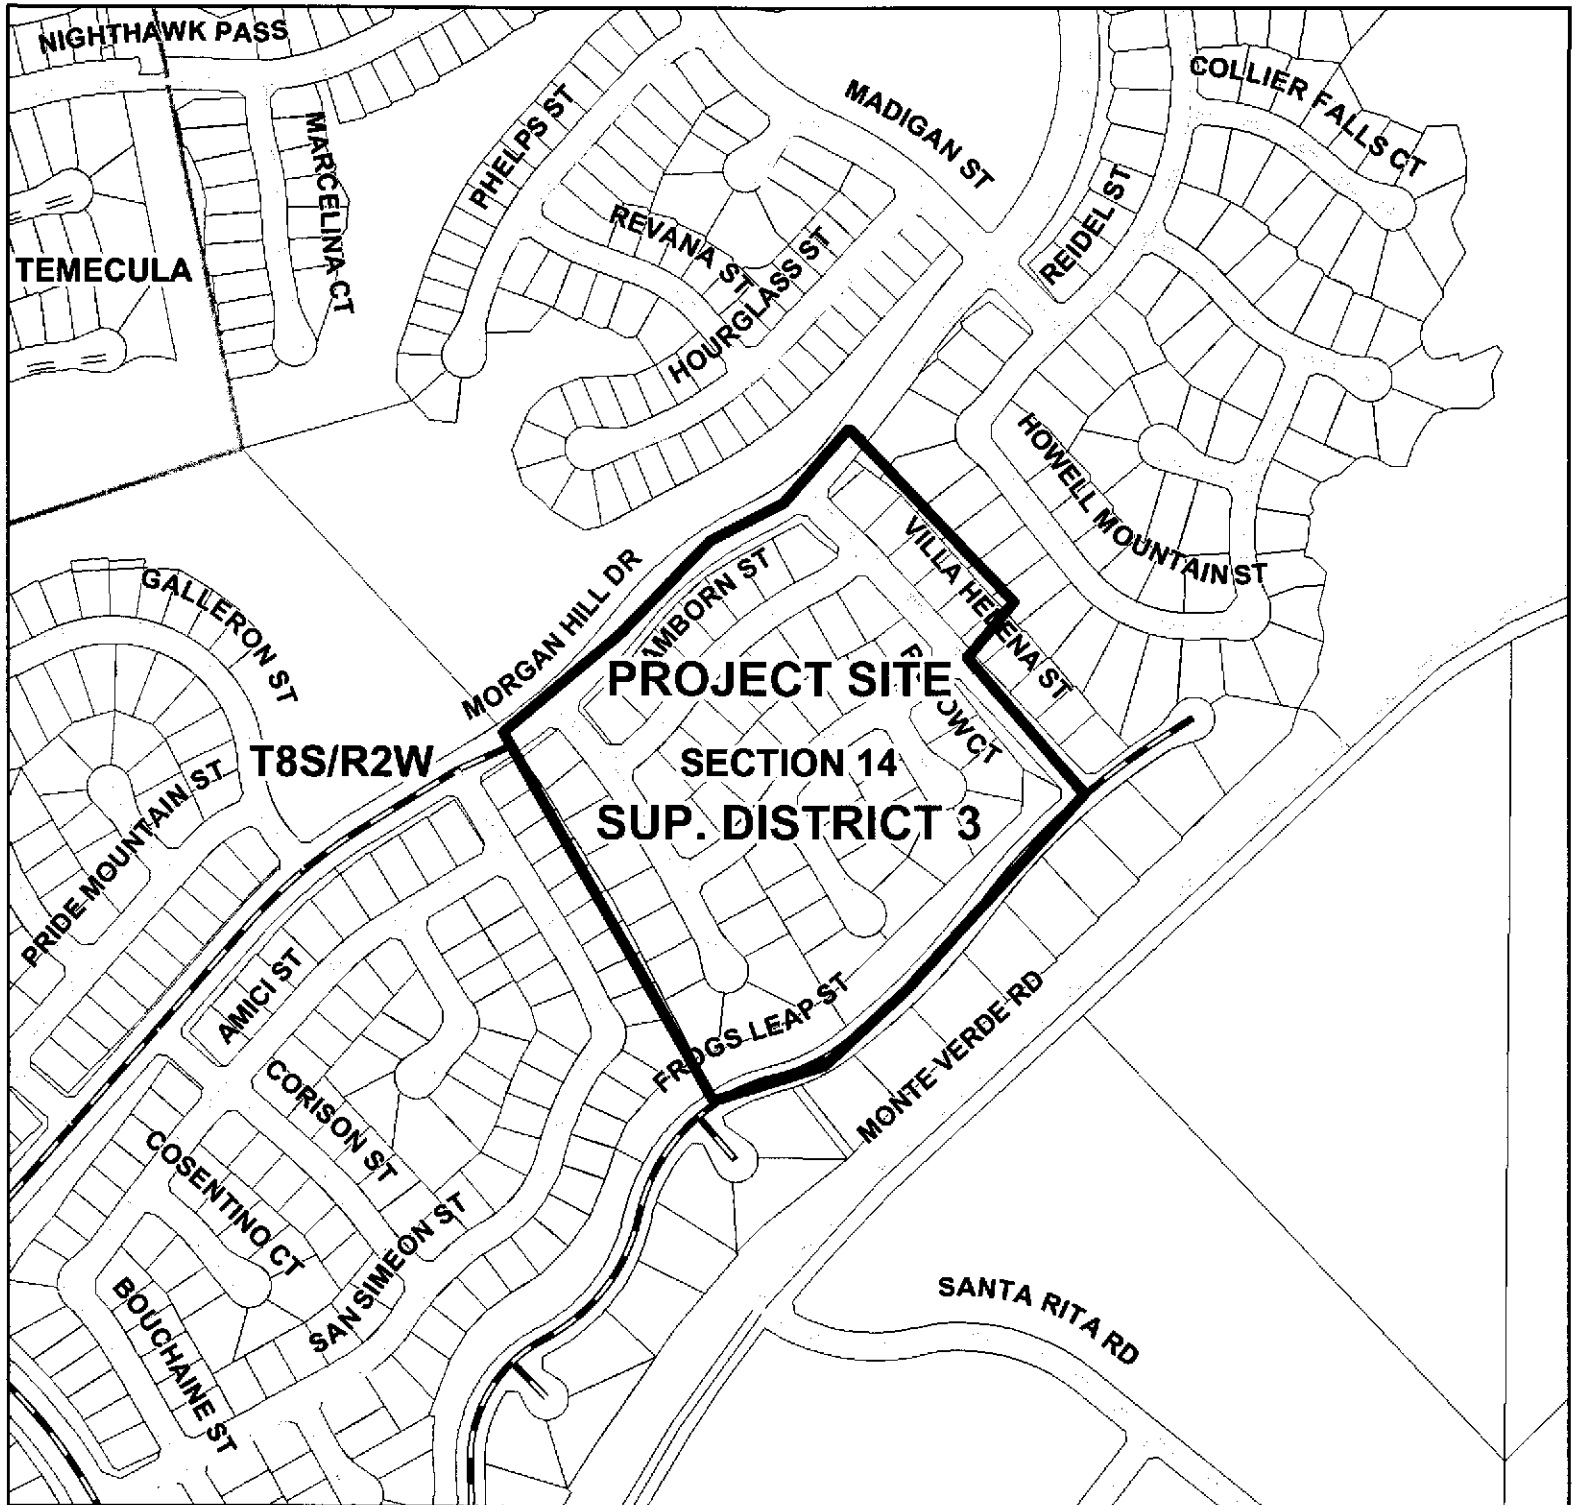 NIGHTHAWK PASS
COLLIER FALLS CT
MADIGAN ST
PHELPS ST
MARCELINA CT
REIDEL ST
REVANA ST
TEMECULA
HOURGLASS ST
HOWELL MOUNTAIN ST
VILLA HELENA ST
GALLERON ST
AMBORN ST
MORGAN HILL DR
PROJECT SITE
T8S/R2W
SECTION 14
SUP. DISTRICT 3
PRIDE MOUNTAIN ST
AMICI ST
FROGS LEAP ST
MONTE VERDE RD
CORISON ST
COSENTINO CT
SAN SIMEON ST
BOUCHAINE ST
SANTA RITA RD